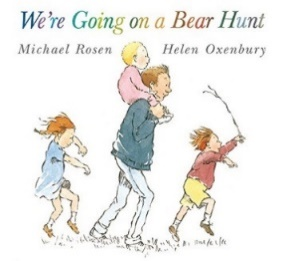 We're Going on a Bear Hunt
Michael Rosen Helen Oxenbury